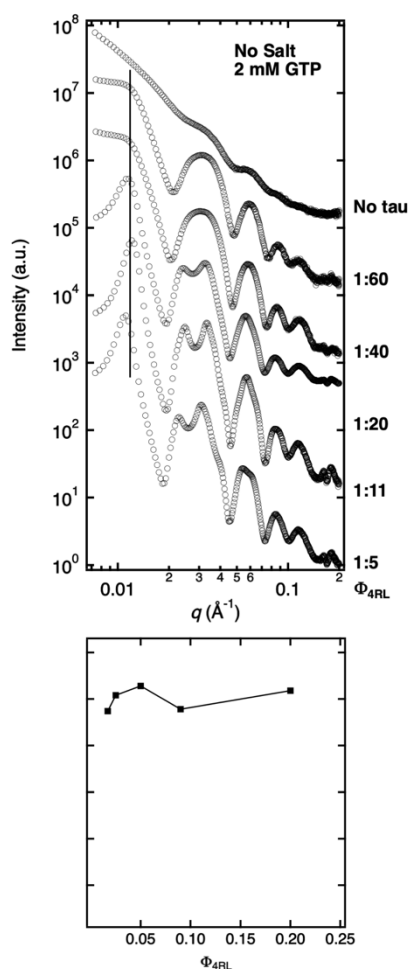 10⁸
No Salt
2 mM GTP
10⁷
10⁶
No tau
10⁵
1:60
10⁴
1:40
10³
1:20
10²
1:11
10¹
1:5
10⁰
Intensity (a.u.)
0.01 2 3 4 5 6 0.1 2
Φ4RL
q (Å⁻¹)
0.05 0.10 0.15 0.20 0.25
Φ4RL